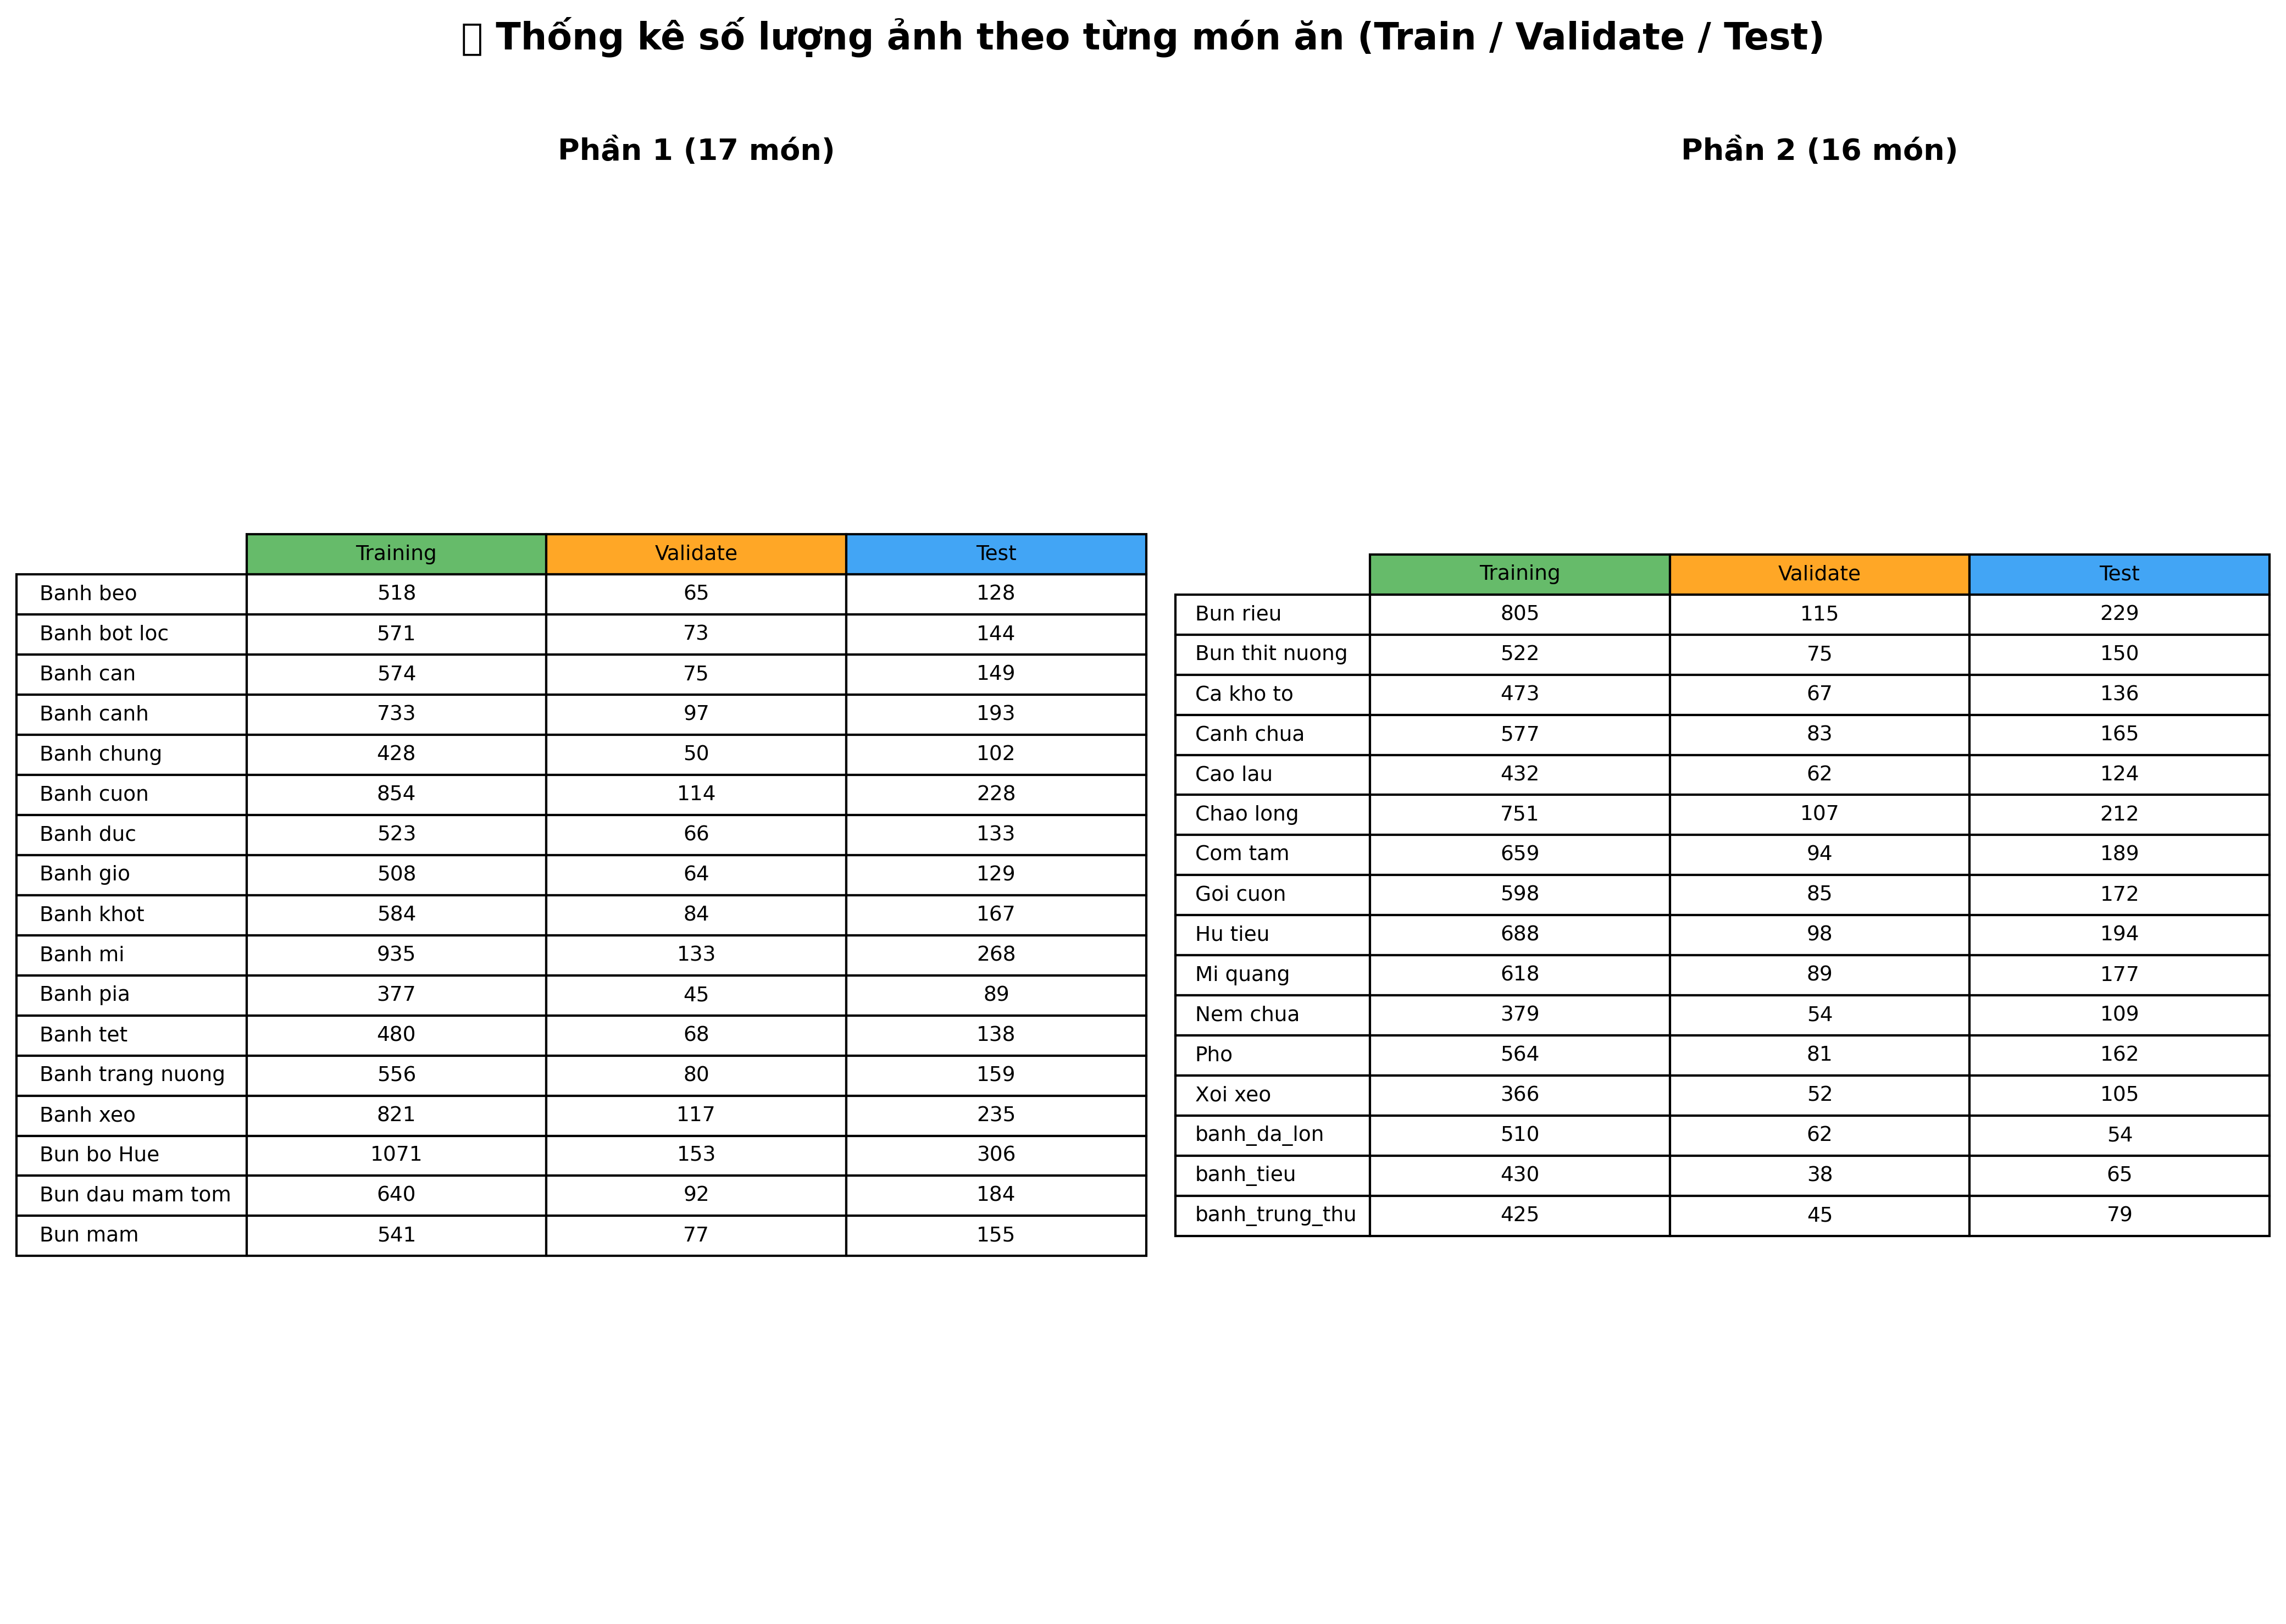 Thống kê số lượng ảnh theo từng món ăn (Train / Validate / Test)
Phần 1 (17 món)
Training Validate Test
Banh beo 518 65 128
Banh bot loc 571 73 144
Banh can 574 75 149
Banh canh 733 97 193
Banh chung 428 50 102
Banh cuon 854 114 228
Banh duc 523 66 133
Banh gio 508 64 129
Banh khot 584 84 167
Banh mi 935 133 268
Banh pia 377 45 89
Banh tet 480 68 138
Banh trang nuong 556 80 159
Banh xeo 821 117 235
Bun bo Hue 1071 153 306
Bun dau mam tom 640 92 184
Bun mam 541 77 155
Phần 2 (16 món)
Training Validate Test
Bun rieu 805 115 229
Bun thit nuong 522 75 150
Ca kho to 473 67 136
Canh chua 577 83 165
Cao lau 432 62 124
Chao long 751 107 212
Com tam 659 94 189
Goi cuon 598 85 172
Hu tieu 688 98 194
Mi quang 618 89 177
Nem chua 379 54 109
Pho 564 81 162
Xoi xeo 366 52 105
banh_da_lon 510 62 54
banh_tieu 430 38 65
banh_trung_thu 425 45 79